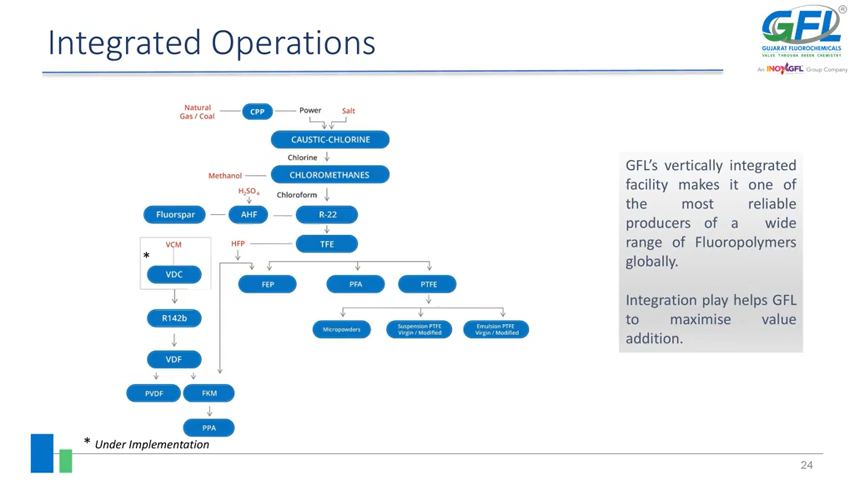 Integrated Operations
GFL
®
GUJARAT FLUOROCHEMICALS
VALUE THROUGH GREEN CHEMISTRY
An INOXGFL Group Company
Natural
Gas / Coal
CPP
Power
Salt
CAUSTIC-CHLORINE
Chlorine
Methanol
CHLOROMETHANES
H₂SO₄
Chloroform
Fluorspar
AHF
R-22
VCM
HFP
TFE
*
VDC
FEP
PFA
PTFE
R142b
Micropowders
Suspension PTFE
Virgin / Modified
Emulsion PTFE
Virgin / Modified
VDF
PVDF
FKM
PPA
* Under Implementation
GFL's vertically integrated
facility makes it one of
the most reliable
producers of a wide
range of Fluoropolymers
globally.
Integration play helps GFL
to maximise value
addition.
24